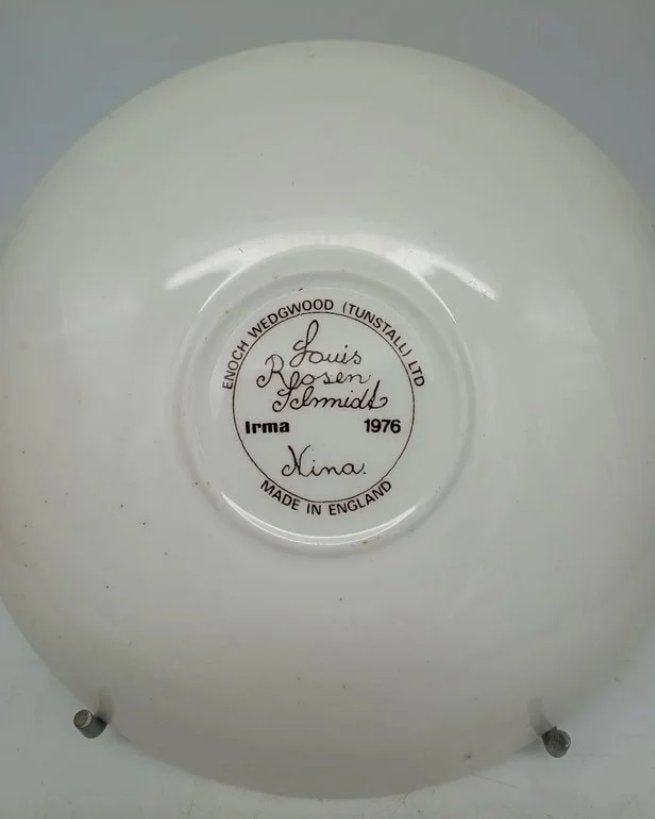 ENOCH WEDGWOOD (TUNSTALL) LTD
Louis
Rosen
Schmidt
Irma 1976
Nina.
MADE IN ENGLAND